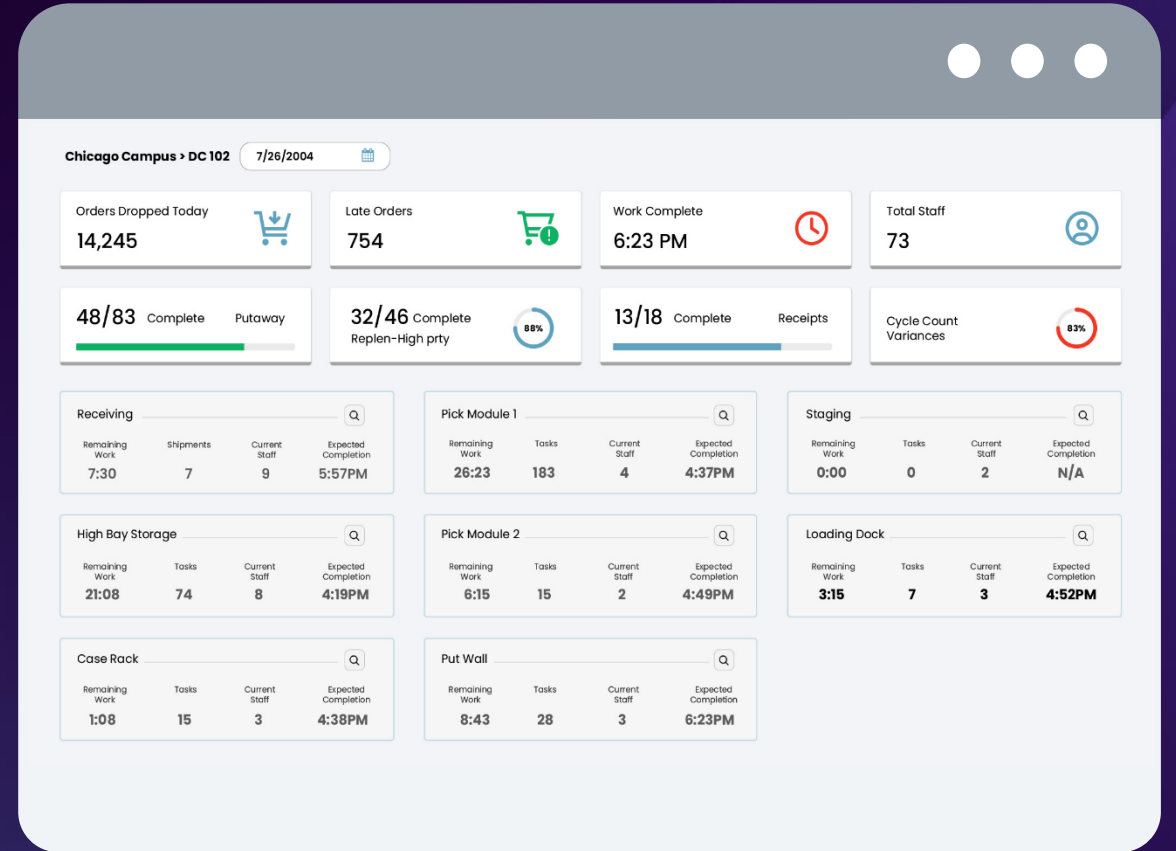 Chicago Campus > DC 102 7/26/2004
Orders Dropped Today
14,245
Late Orders
754
Work Complete
6:23 PM
Total Staff
73
48/83 Complete Putaway
32/46 Complete
Replen-High prty
88%
13/18 Complete Receipts
Cycle Count
Variances
83%
Receiving
Remaining Work Shipments Current Staff Expected Completion
7:30 7 9 5:57PM
Pick Module 1
Remaining Work Tasks Current Staff Expected Completion
26:23 183 4 4:37PM
Staging
Remaining Work Tasks Current Staff Expected Completion
0:00 0 2 N/A
High Bay Storage
Remaining Work Tasks Current Staff Expected Completion
21:08 74 8 4:19PM
Pick Module 2
Remaining Work Tasks Current Staff Expected Completion
6:15 15 2 4:49PM
Loading Dock
Remaining Work Tasks Current Staff Expected Completion
3:15 7 3 4:52PM
Case Rack
Remaining Work Tasks Current Staff Expected Completion
1:08 15 3 4:38PM
Put Wall
Remaining Work Tasks Current Staff Expected Completion
8:43 28 3 6:23PM